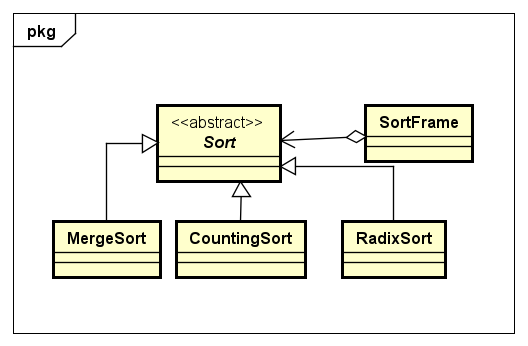 pkg
<<abstract>>
Sort
SortFrame
MergeSort
CountingSort
RadixSort